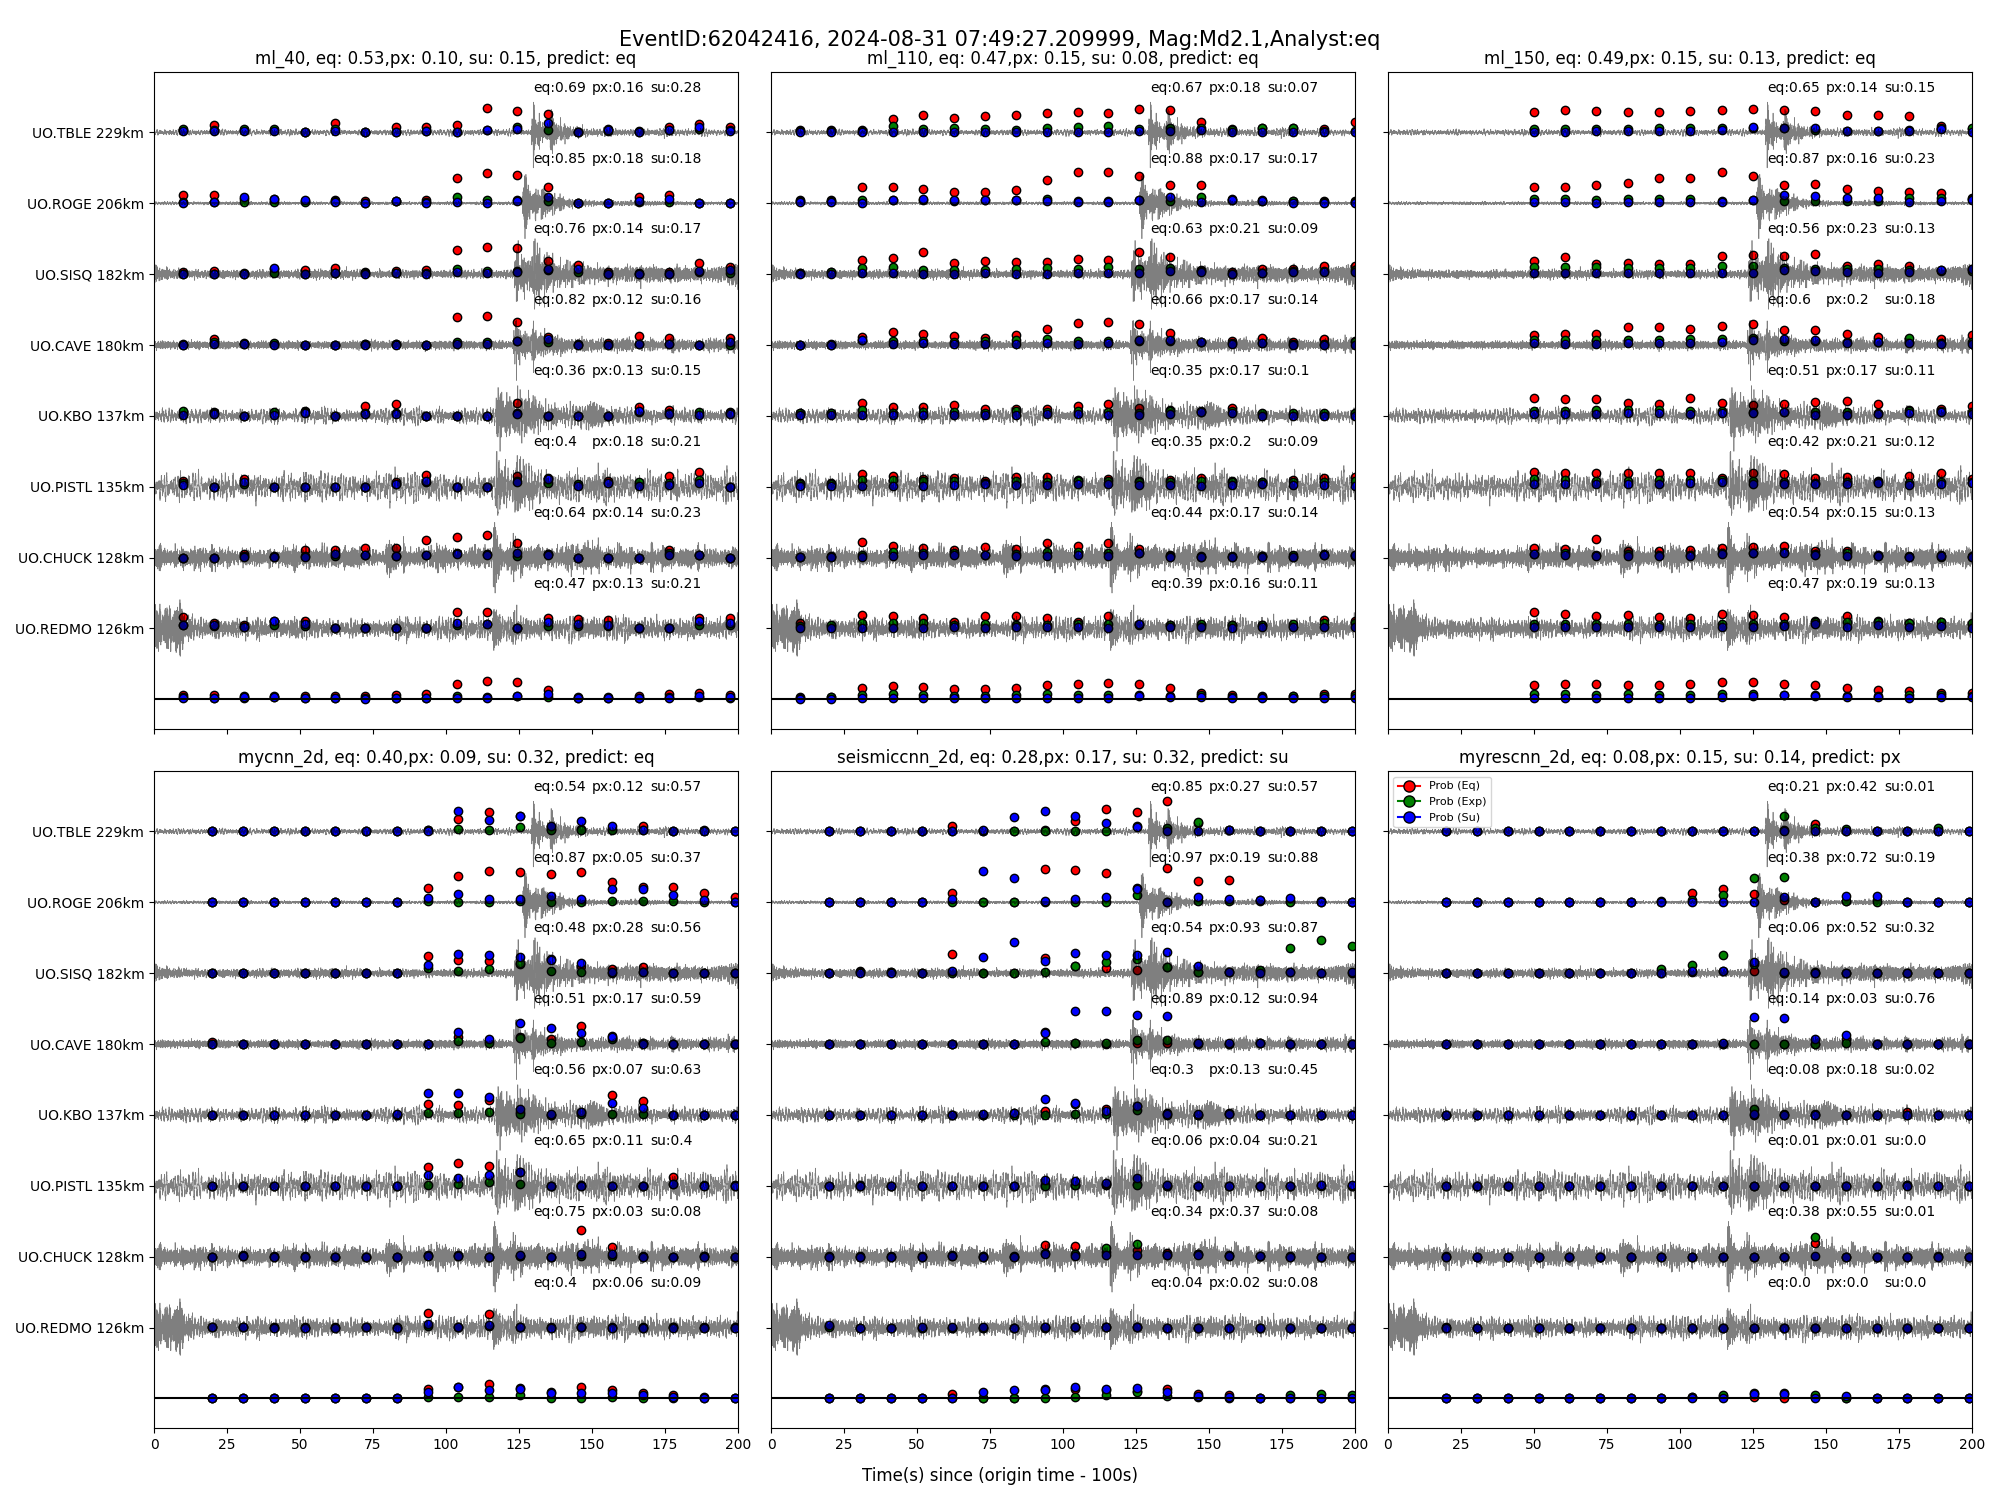 EventID:62042416, 2024-08-31 07:49:27.209999, Mag:Md2.1,Analyst:eq
ml_40, eq: 0.53,px: 0.10, su: 0.15, predict: eq
eq:0.69 px:0.16 su:0.28
UO.TBLE 229km
eq:0.85 px:0.18 su:0.18
UO.ROGE 206km
eq:0.76 px:0.14 su:0.17
UO.SISQ 182km
eq:0.82 px:0.12 su:0.16
UO.CAVE 180km
eq:0.36 px:0.13 su:0.15
UO.KBO 137km
eq:0.4 px:0.18 su:0.21
UO.PISTL 135km
eq:0.64 px:0.14 su:0.23
UO.CHUCK 128km
eq:0.47 px:0.13 su:0.21
UO.REDMO 126km
ml_110, eq: 0.47,px: 0.15, su: 0.08, predict: eq
eq:0.67 px:0.18 su:0.07
eq:0.88 px:0.17 su:0.17
eq:0.63 px:0.21 su:0.09
eq:0.66 px:0.17 su:0.14
eq:0.35 px:0.17 su:0.1
eq:0.35 px:0.2 su:0.09
eq:0.44 px:0.17 su:0.14
eq:0.39 px:0.16 su:0.11
ml_150, eq: 0.49,px: 0.15, su: 0.13, predict: eq
eq:0.65 px:0.14 su:0.15
eq:0.87 px:0.16 su:0.23
eq:0.56 px:0.23 su:0.13
eq:0.6 px:0.2 su:0.18
eq:0.51 px:0.17 su:0.11
eq:0.42 px:0.21 su:0.12
eq:0.54 px:0.15 su:0.13
eq:0.47 px:0.19 su:0.13
mycnn_2d, eq: 0.40,px: 0.09, su: 0.32, predict: eq
eq:0.54 px:0.12 su:0.57
UO.TBLE 229km
eq:0.87 px:0.05 su:0.37
UO.ROGE 206km
eq:0.48 px:0.28 su:0.56
UO.SISQ 182km
eq:0.51 px:0.17 su:0.59
UO.CAVE 180km
eq:0.56 px:0.07 su:0.63
UO.KBO 137km
eq:0.65 px:0.11 su:0.4
UO.PISTL 135km
eq:0.75 px:0.03 su:0.08
UO.CHUCK 128km
eq:0.4 px:0.06 su:0.09
UO.REDMO 126km
0 25 50 75 100 125 150 175 200
seismiccnn_2d, eq: 0.28,px: 0.17, su: 0.32, predict: su
eq:0.85 px:0.27 su:0.57
eq:0.97 px:0.19 su:0.88
eq:0.54 px:0.93 su:0.87
eq:0.89 px:0.12 su:0.94
eq:0.3 px:0.13 su:0.45
eq:0.06 px:0.04 su:0.21
eq:0.34 px:0.37 su:0.08
eq:0.04 px:0.02 su:0.08
0 25 50 75 100 125 150 175 200
myrescnn_2d, eq: 0.08,px: 0.15, su: 0.14, predict: px
Prob (Eq)
Prob (Exp)
Prob (Su)
eq:0.21 px:0.42 su:0.01
eq:0.38 px:0.72 su:0.19
eq:0.06 px:0.52 su:0.32
eq:0.14 px:0.03 su:0.76
eq:0.08 px:0.18 su:0.02
eq:0.01 px:0.01 su:0.0
eq:0.38 px:0.55 su:0.01
eq:0.0 px:0.0 su:0.0
0 25 50 75 100 125 150 175 200
Time(s) since (origin time - 100s)